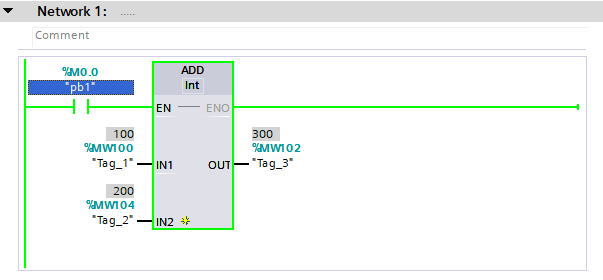 Network 1: .....
Comment
%M0.0
"pb1"
ADD
Int
EN ENO
100
%MW100
"Tag_1" IN1
300
%MW102
OUT "Tag_3"
200
%MW104
"Tag_2" IN2